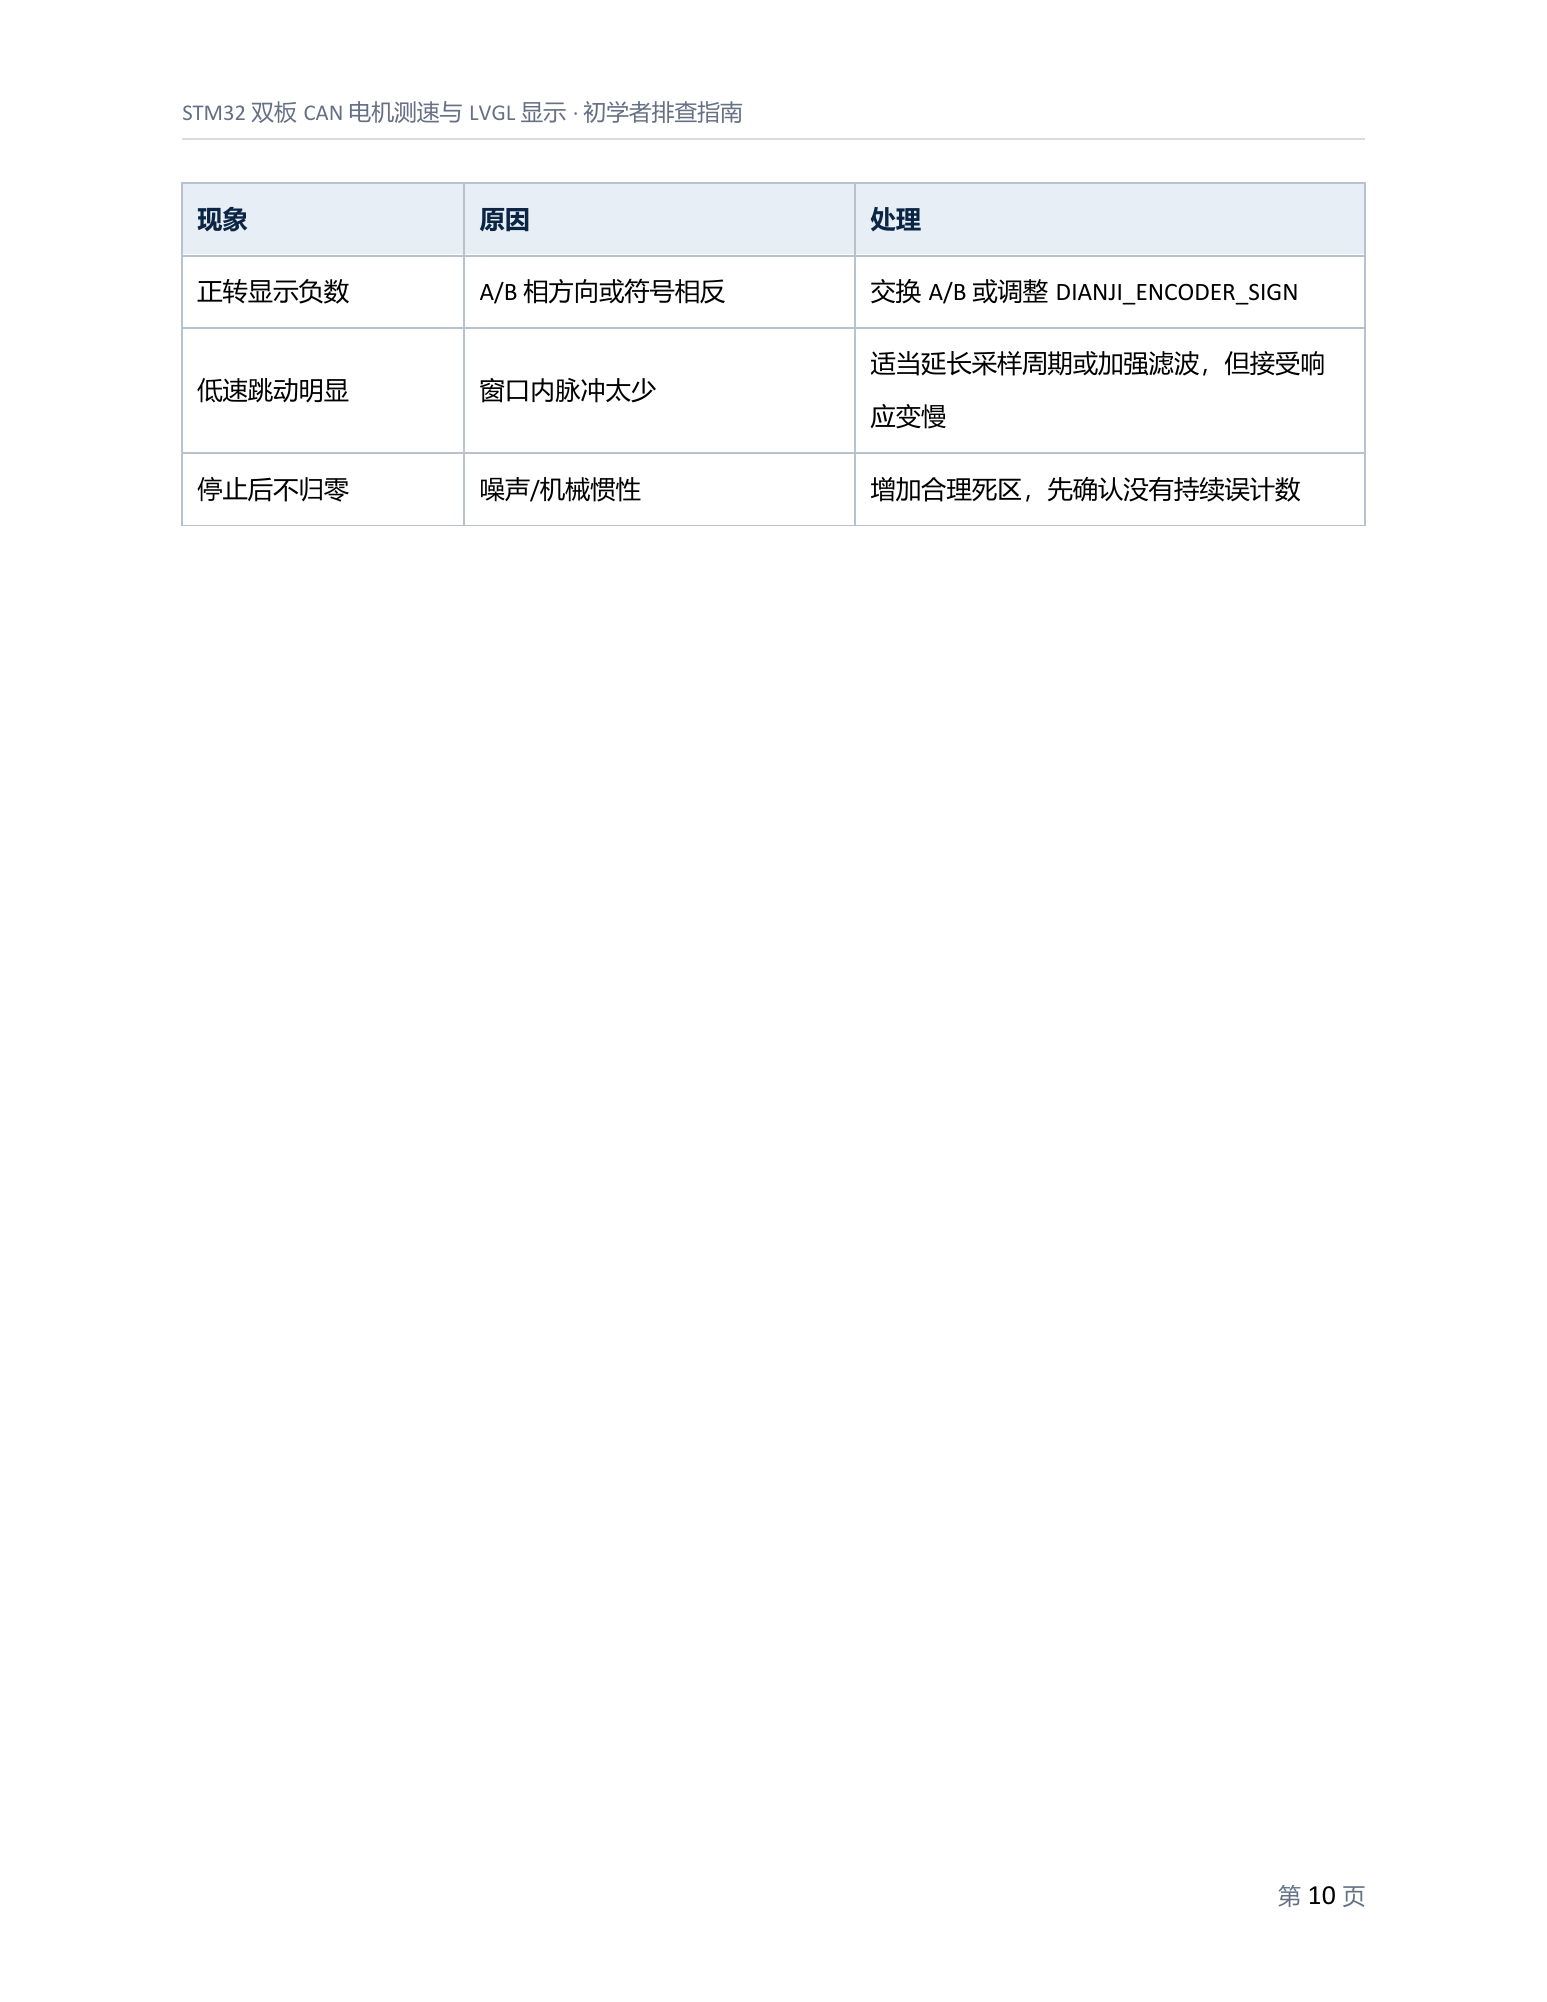 STM32 双板 CAN 电机测速与 LVGL 显示 · 初学者排查指南
现象 原因 处理
正转显示负数 A/B 相方向或符号相反 交换 A/B 或调整 DIANJI_ENCODER_SIGN
低速跳动明显 窗口内脉冲太少 适当延长采样周期或加强滤波，但接受响
应变慢
停止后不归零 噪声/机械惯性 增加合理死区，先确认没有持续误计数
第 10 页